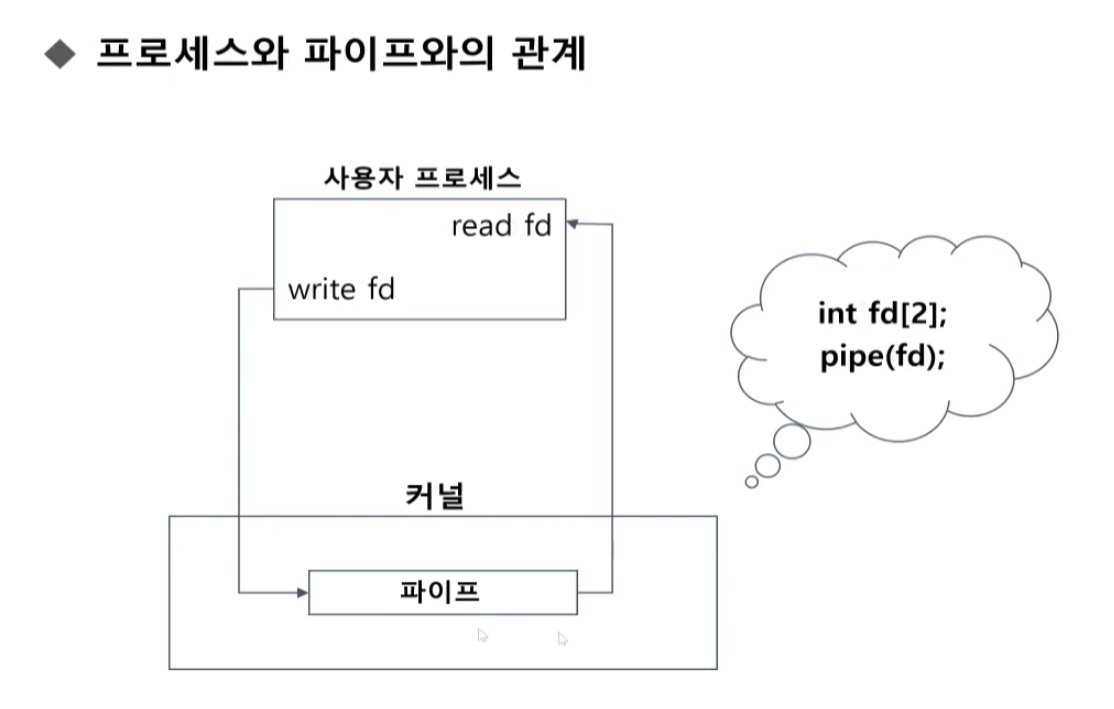 프로세스와 파이프와의 관계
사용자 프로세스
read fd
write fd
int fd[2];
pipe(fd);
커널
파이프